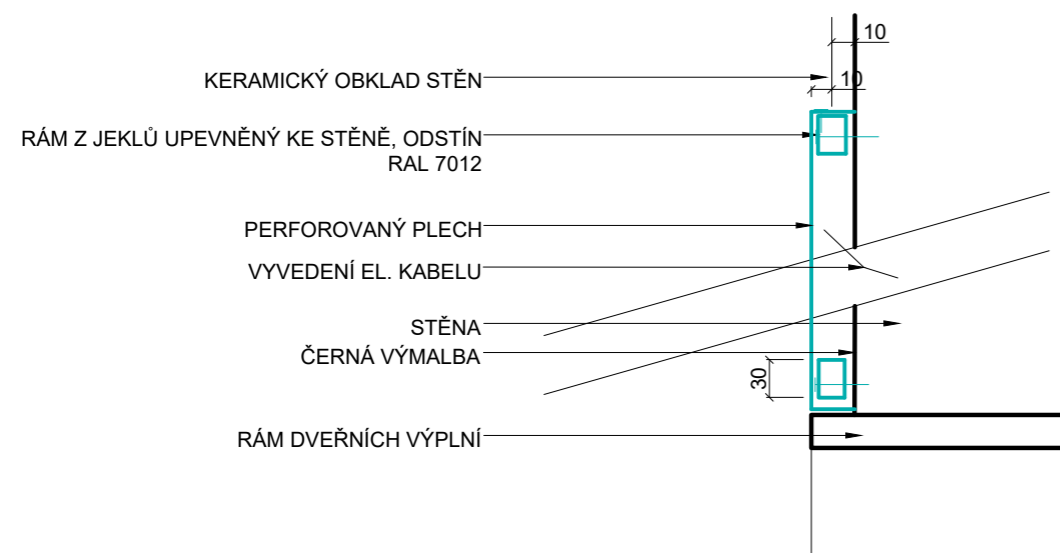 10
KERAMICKÝ OBKLAD STĚN
10
RÁM Z JEKLŮ UPEVNĚNÝ KE STĚNĚ, ODSTÍN
RAL 7012
PERFOROVANÝ PLECH
VYVEDENÍ EL. KABELU
STĚNA
ČERNÁ VÝMALBA
30
RÁM DVEŘNÍCH VÝPLNÍ